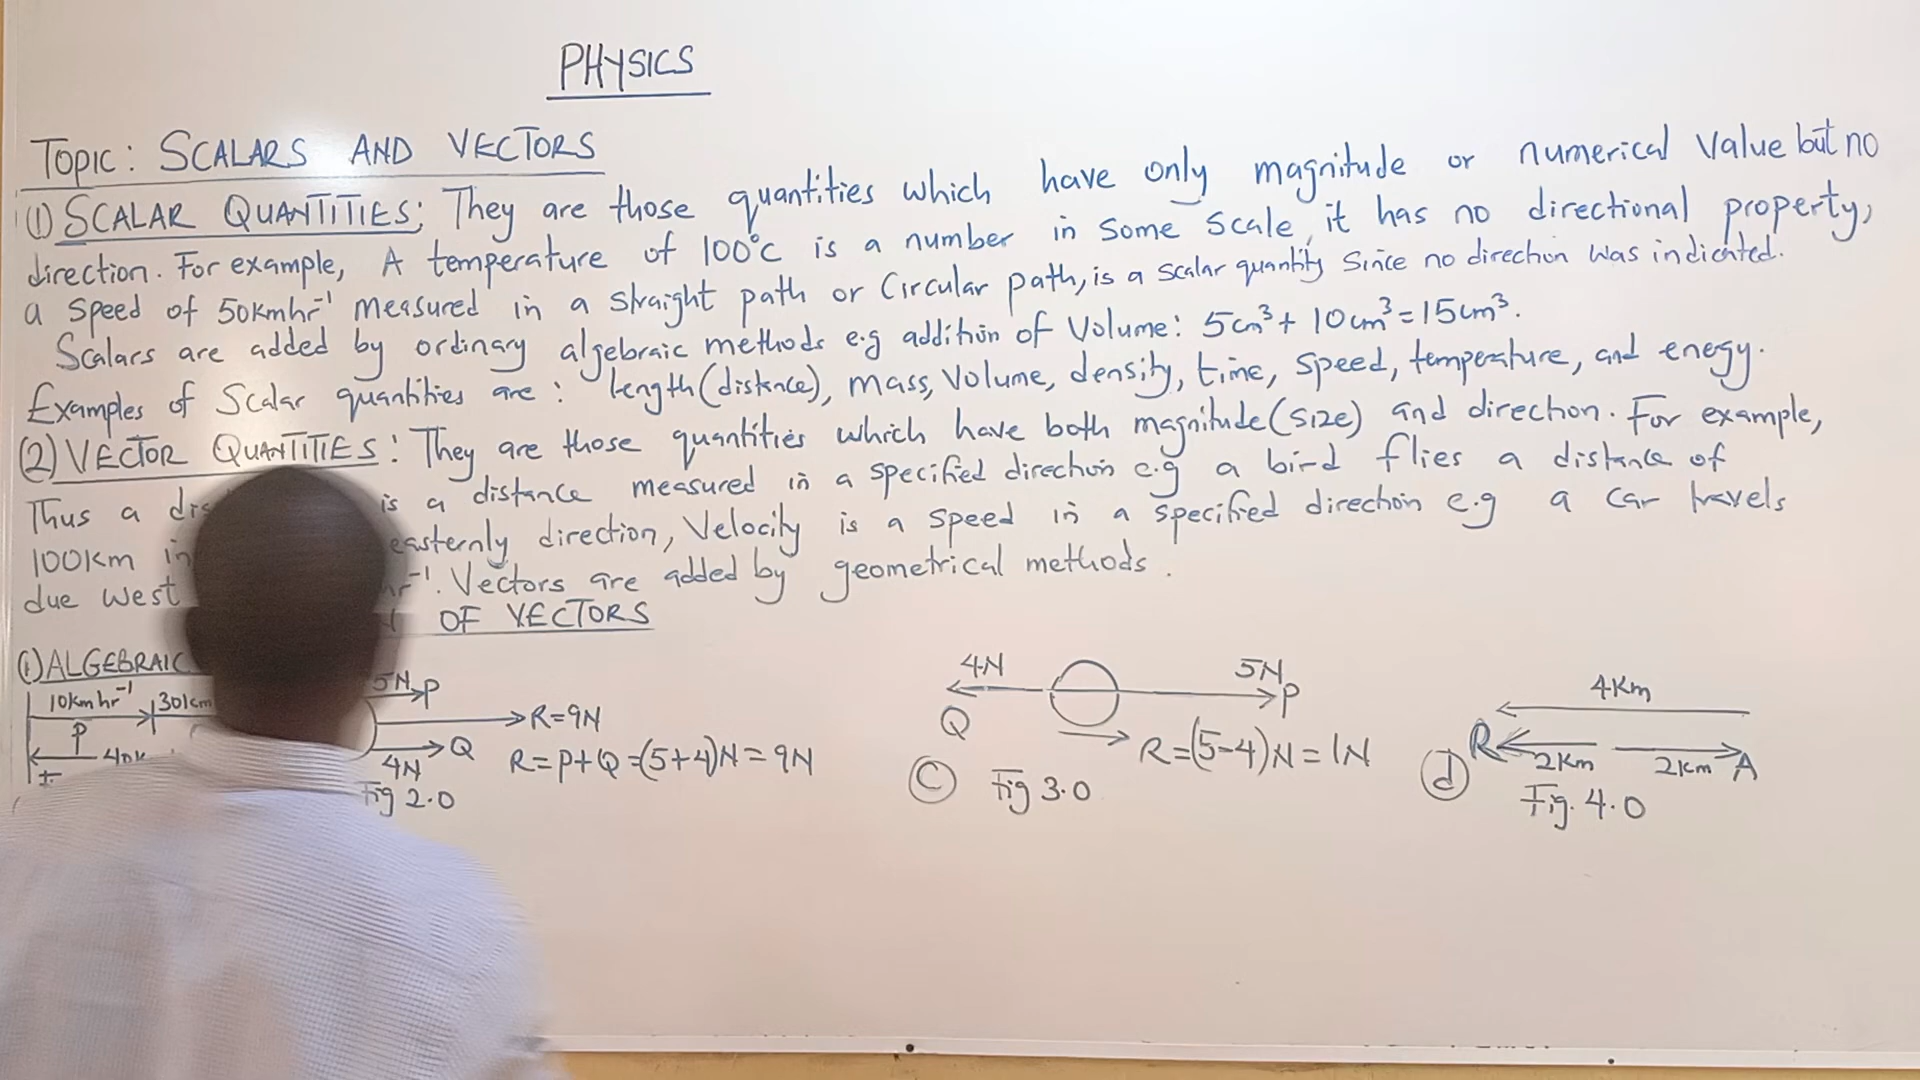 PHYSICS
TOPIC: SCALARS AND VECTORS
(1) SCALAR QUANTITIES: They are those quantities which have only magnitude or numerical value but no
direction. For example, A temperature of 100°C is a number in some scale, it has no directional property,
a speed of 50Kmhr⁻¹ measured in a straight path or Circular path, is a scalar quantity since no direction was indicated.
Scalars are added by ordinary algebraic methods e.g addition of Volume: 5cm³ + 10cm³ = 15cm³.
Examples of Scalar quantities are: length (distance), mass, Volume, density, time, speed, temperature, and enegy.
(2) VECTOR QUANTITIES: They are those quantities which have both magnitude (size) and direction. For example,
Thus a is a distance measured in a specified direction e.g a bird flies a distance of
100km in easternly direction, Velocity is a speed in a specified direction e.g a car travels
due west hr⁻¹. Vectors are added by geometrical methods.
OF VECTORS
(1) ALGEBRAIC
10kmhr⁻¹ 30km
P
5N P
R=9N
4N Q
R=P+Q=(5+4)N=9N
Fig 2.0
4N 5N
Q P
R=(5-4)N=1N
(C) Fig 3.0
4Km
R 2Km 2Km A
(d) Fig. 4.0